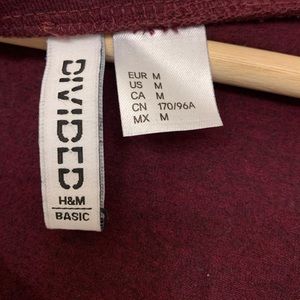 DIVIDED
H&M
BASIC
EUR M
US M
CA M
CN 170/96A
MX M